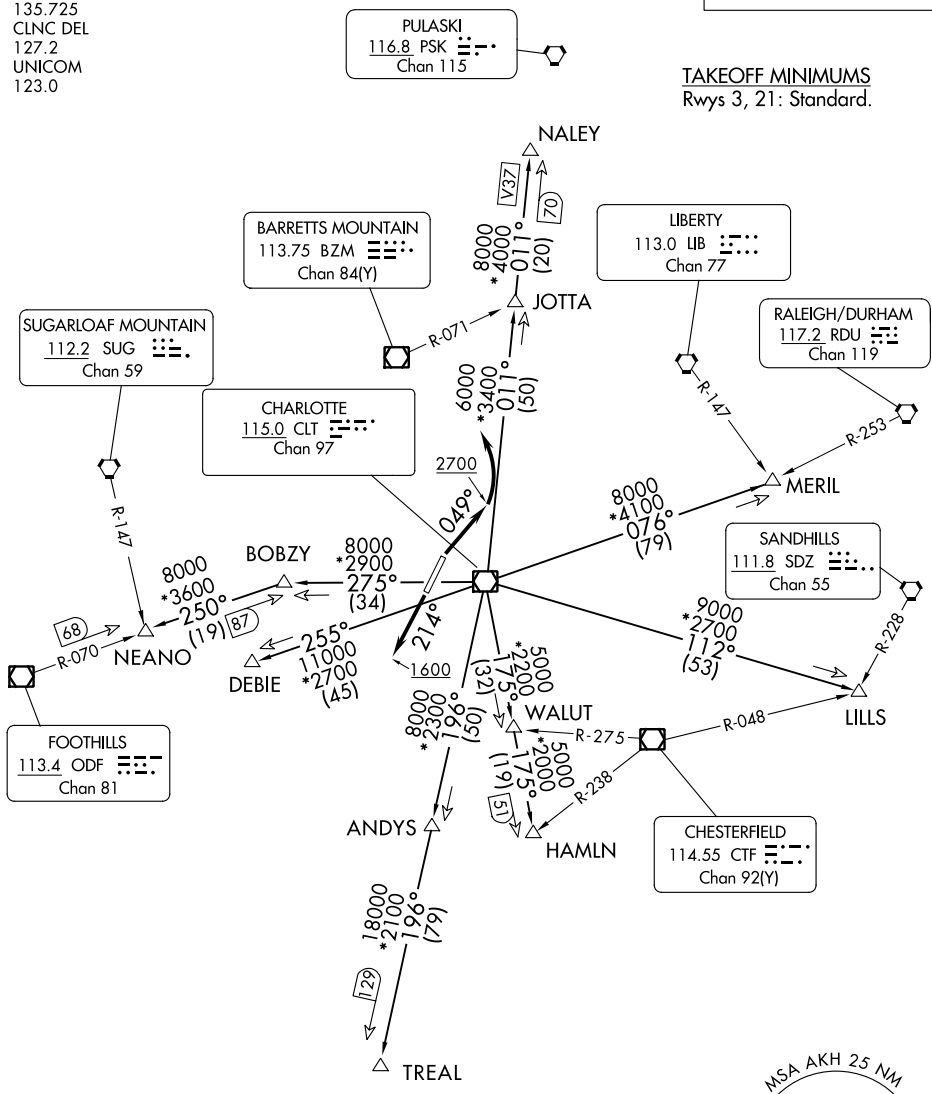 135.725
CLNC DEL
127.2
UNICOM
123.0
PULASKI
116.8 PSK
Chan 115
TAKEOFF MINIMUMS
Rwys 3, 21: Standard.
NALEY
V37
70
8000
*4000
011°
(20)
BARRETTS MOUNTAIN
113.75 BZM
Chan 84(Y)
LIBERTY
113.0 LIB
Chan 77
JOTTA
R-071
SUGARLOAF MOUNTAIN
112.2 SUG
Chan 59
RALEIGH/DURHAM
117.2 RDU
Chan 119
6000
*3400
011°
(50)
CHARLOTTE
115.0 CLT
Chan 97
R-147
R-253
2700
049°
MERIL
8000
*4100
076°
(79)
R-147
BOBZY
8000
*2900
275°
(34)
SANDHILLS
111.8 SDZ
Chan 55
8000
*3600
250°
(19)
87
68
R-070
NEANO
255°
11000
*2700
(45)
DEBIE
214°
1600
9000
*2700
112°
(53)
R-228
LILLS
5000
*2200
175°
(32)
WALUT
R-275
R-048
8000
*2300
196°
(50)
FOOTHILLS
113.4 ODF
Chan 81
5000
*2000
175°
(19)
51
R-238
ANDYS
HAMLN
CHESTERFIELD
114.55 CTF
Chan 92(Y)
18000
*2100
196°
(79)
129
TREAL
MSA AKH 25 NM